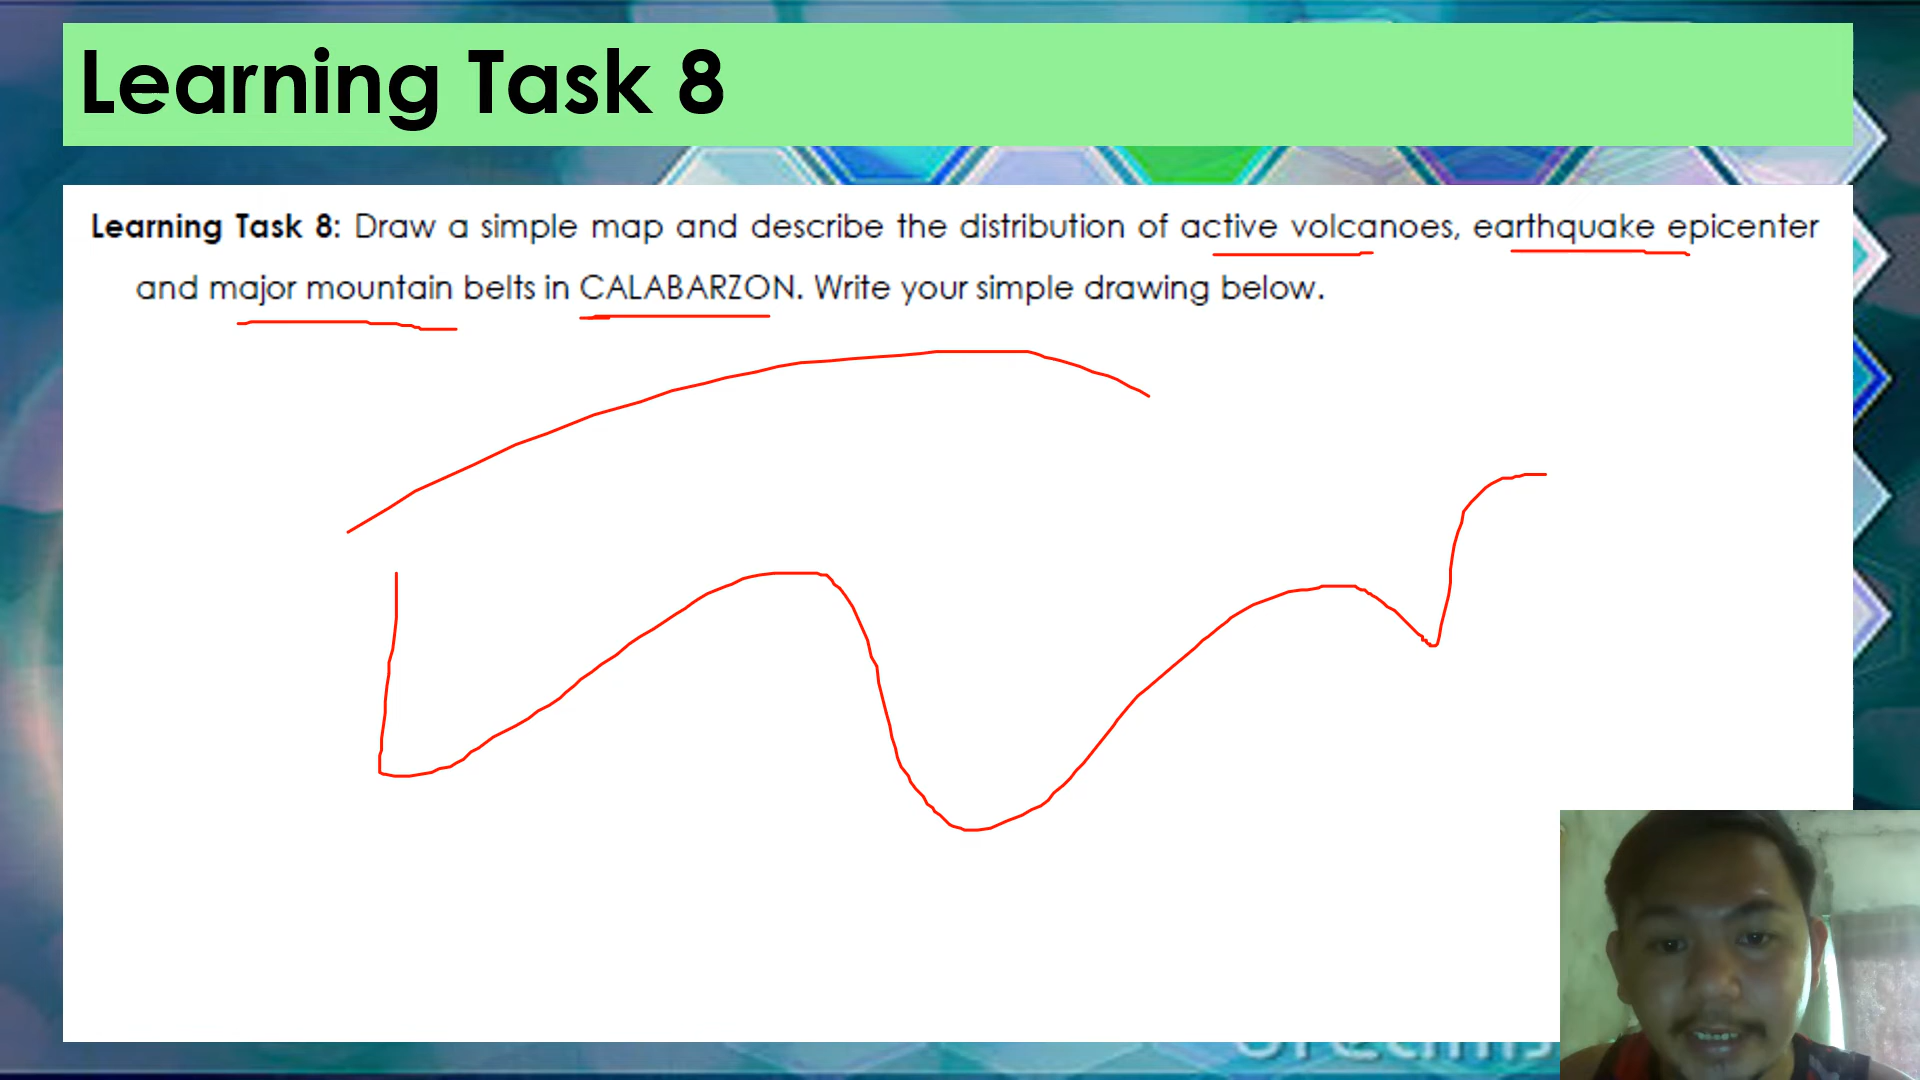 Learning Task 8
Learning Task 8: Draw a simple map and describe the distribution of active volcanoes, earthquake epicenter
and major mountain belts in CALABARZON. Write your simple drawing below.